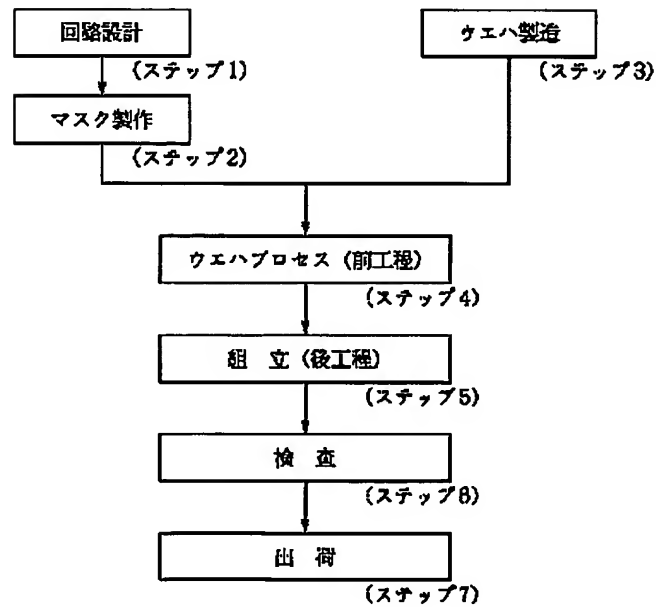 回路設計
(ステップ1)
マスク製作
(ステップ2)
ウエハ製造
(ステップ3)
ウエハプロセス (前工程)
(ステップ4)
組 立 (後工程)
(ステップ5)
検 査
(ステップ6)
出 荷
(ステップ7)